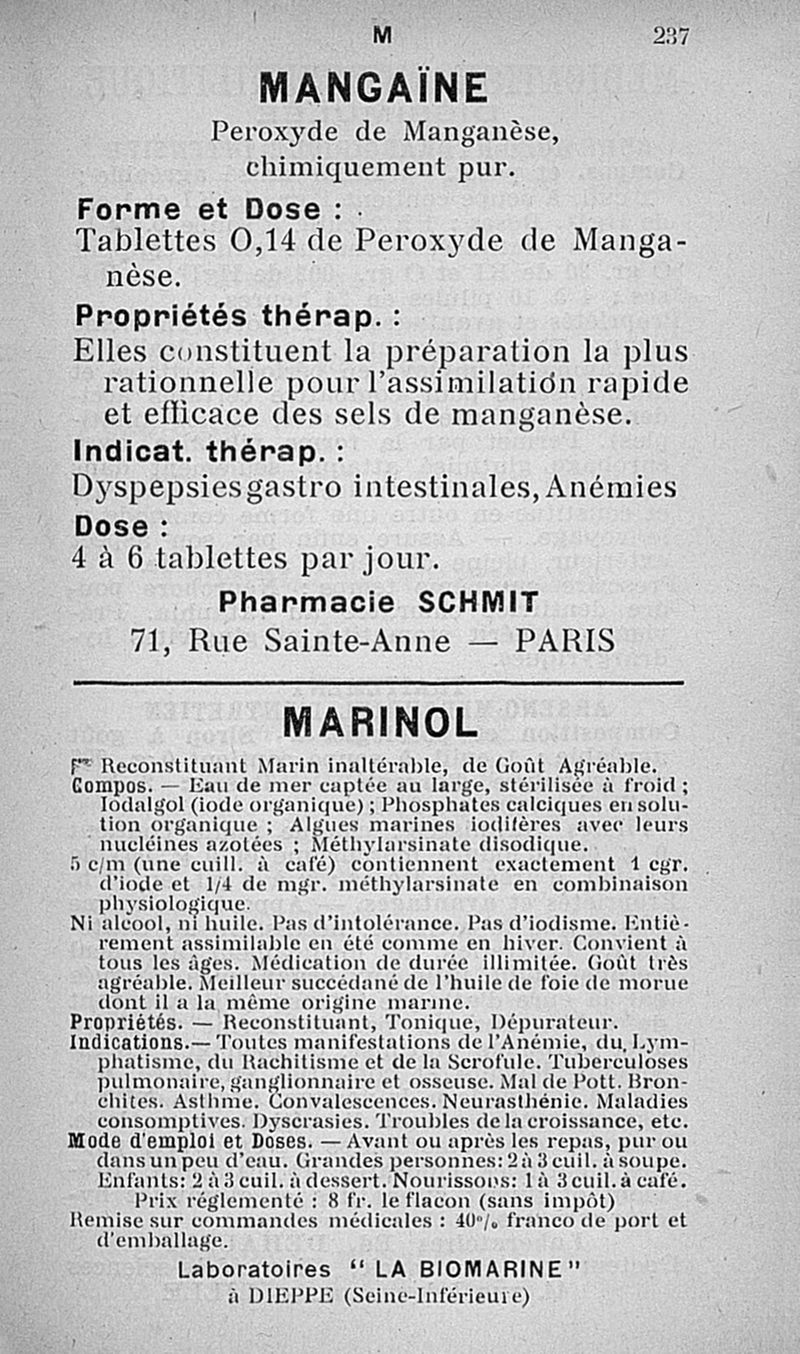 M 237
MANGAÏNE
Peroxyde de Manganèse,
chimiquement pur.
Forme et Dose :
Tablettes 0,14 de Peroxyde de Manga-
nèse.
Propriétés thérap. :
Elles constituent la préparation la plus
rationnelle pour l'assimilation rapide
et efficace des sels de manganèse.
Indicat. thérap. :
Dyspepsies gastro intestinales, Anémies
Dose :
4 à 6 tablettes par jour.
Pharmacie SCHMIT
71, Rue Sainte-Anne — PARIS
MARINOL
Reconstituant Marin inaltérable, de Goût Agréable.
Compos. — Eau de mer captée au large, stérilisée à froid ;
Iodalgol (iode organique) ; Phosphates calciques en solu-
tion organique ; Algues marines iodifères avec leurs
nucléines azotées ; Méthylarsinate disodique.
5 c/m (une cuill. à café) contiennent exactement 1 cgr.
d'iode et 1/4 de mgr. méthylarsinate en combinaison
physiologique.
Ni alcool, ni huile. Pas d'intolérance. Pas d'iodisme. Entiè-
rement assimilable en été comme en hiver. Convient à
tous les âges. Médication de durée illimitée. Goût très
agréable. Meilleur succédané de l'huile de foie de morue
dont il a la même origine marine.
Propriétés. — Reconstituant, Tonique, Dépurateur.
Indications. — Toutes manifestations de l'Anémie, du Lym-
phatisme, du Rachitisme et de la Scrofule. Tuberculoses
pulmonaire, ganglionnaire et osseuse. Mal de Pott. Bron-
chites. Asthme. Convalescences. Neurasthénie. Maladies
consomptives. Dyscrasies. Troubles de la croissance, etc.
Mode d'emploi et Doses. — Avant ou après les repas, pur ou
dans un peu d'eau. Grandes personnes: 2 à 3 cuil. à soupe.
Enfants: 2 à 3 cuil. à dessert. Nourissons: 1 à 3 cuil. à café.
Prix réglementé : 8 fr. le flacon (sans impôt)
Remise sur commandes médicales : 40% franco de port et
d'emballage.
Laboratoires "LA BIOMARINE"
à DIEPPE (Seine-Inférieure)